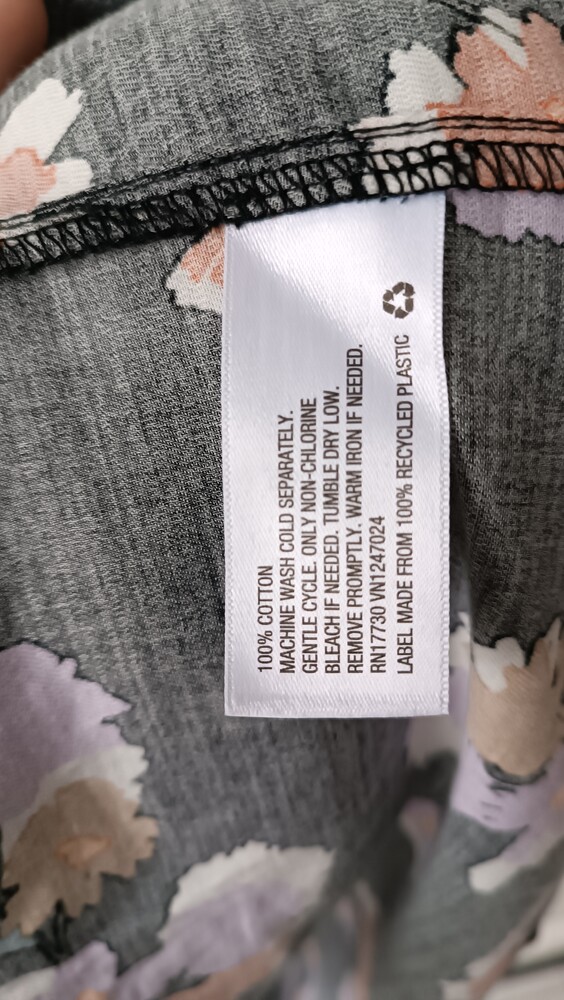 100% COTTON
MACHINE WASH COLD SEPARATELY.
GENTLE CYCLE. ONLY NON-CHLORINE
BLEACH IF NEEDED. TUMBLE DRY LOW.
REMOVE PROMPTLY. WARM IRON IF NEEDED.
RN17730 VN1247024
LABEL MADE FROM 100% RECYCLED PLASTIC